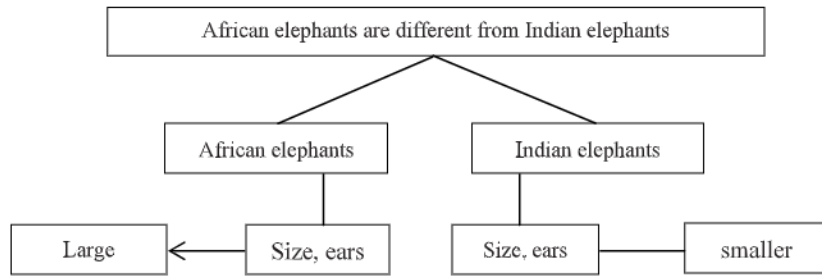 African elephants are different from Indian elephants
African elephants
Indian elephants
Large
Size, ears
Size, ears
smaller